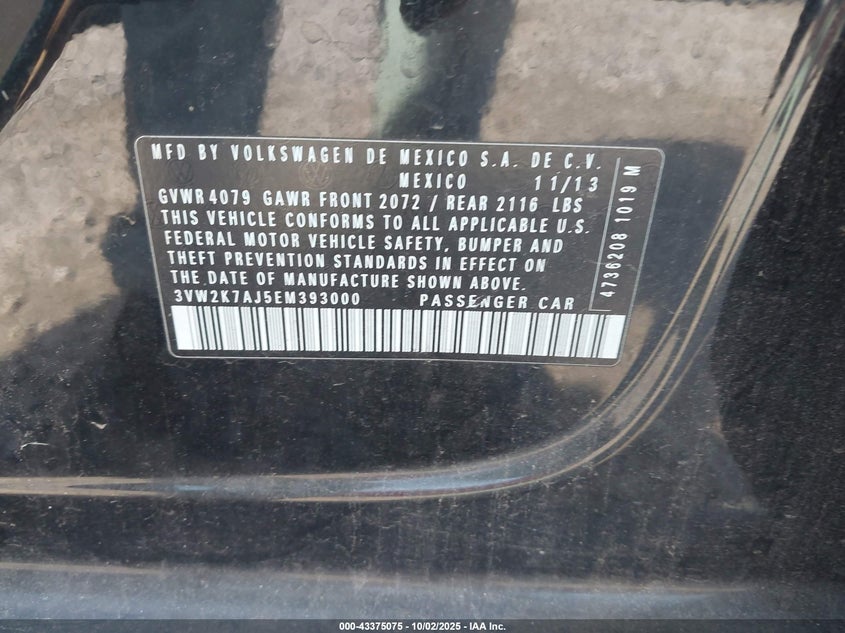 MFD BY VOLKSWAGEN DE MEXICO S.A. DE C.V.
MEXICO 11/13
GVWR 4079 GAWR FRONT 2072 / REAR 2116 LBS
THIS VEHICLE CONFORMS TO ALL APPLICABLE U.S.
FEDERAL MOTOR VEHICLE SAFETY, BUMPER AND
THEFT PREVENTION STANDARDS IN EFFECT ON
THE DATE OF MANUFACTURE SHOWN ABOVE.
3VW2K7AJ5EM393000 PASSENGER CAR
4736208 1019 M
000-43375075 - 10/02/2025 - IAA Inc.